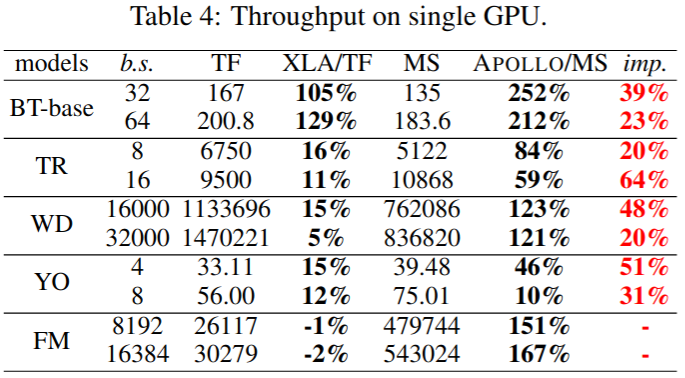 Table 4: Throughput on single GPU.
models b.s. TF XLA/TF MS APOLLO/MS imp.
BT-base 32 167 105% 135 252% 39%
64 200.8 129% 183.6 212% 23%
TR 8 6750 16% 5122 84% 20%
16 9500 11% 10868 59% 64%
WD 16000 1133696 15% 762086 123% 48%
32000 1470221 5% 836820 121% 20%
YO 4 33.11 15% 39.48 46% 51%
8 56.00 12% 75.01 10% 31%
FM 8192 26117 -1% 479744 151% -
16384 30279 -2% 543024 167% -